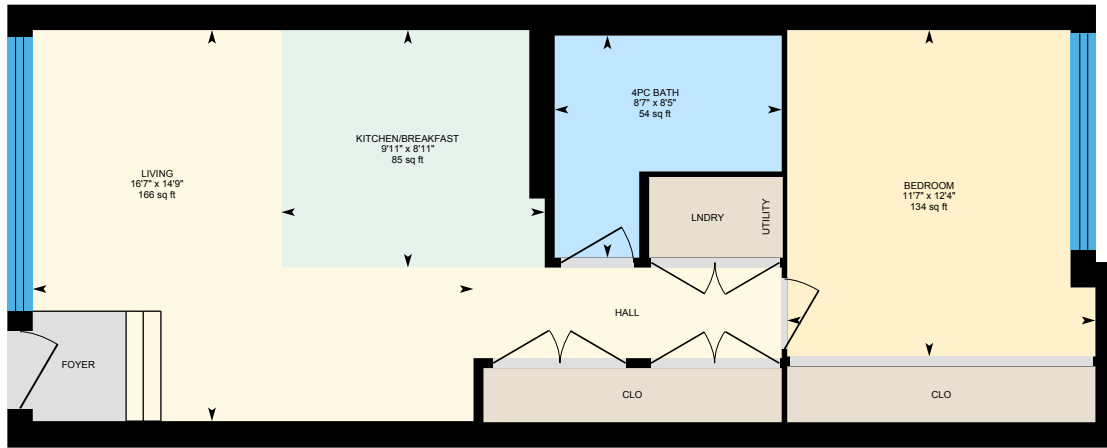 4PC BATH
8'7" x 8'5"
54 sq ft
KITCHEN/BREAKFAST
9'11" x 8'11"
85 sq ft
LIVING
16'7" x 14'9"
166 sq ft
BEDROOM
11'7" x 12'4"
134 sq ft
LNDRY
UTILITY
HALL
FOYER
CLO
CLO